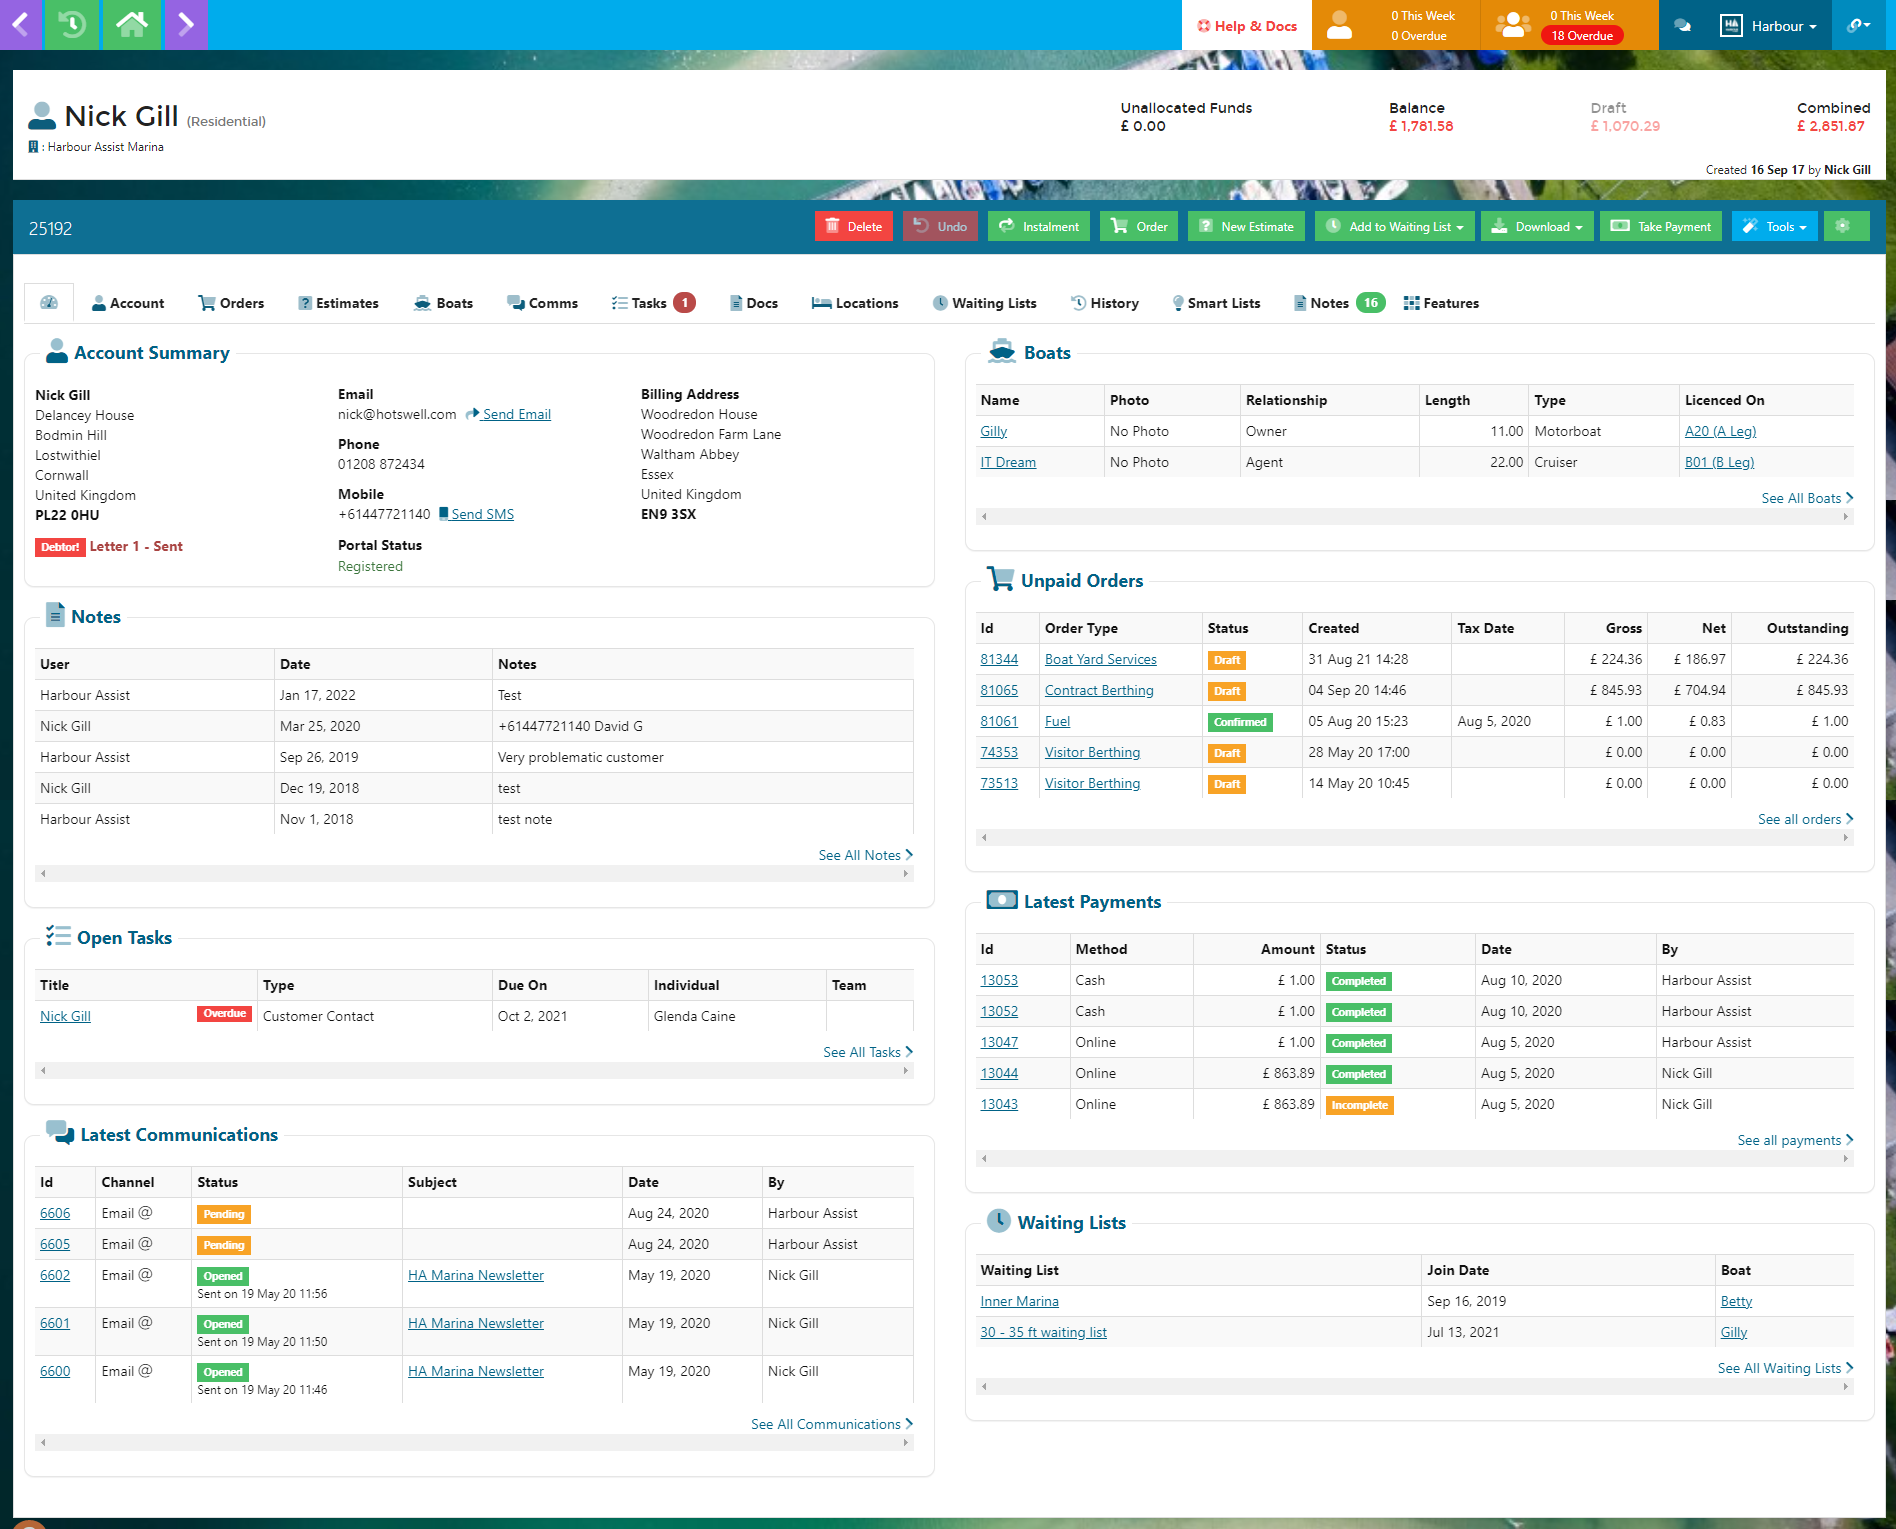 Help & Docs
0 This Week
0 Overdue
0 This Week
18 Overdue
HA
Harbour
Nick Gill (Residential)
: Harbour Assist Marina
Unallocated Funds
£ 0.00
Balance
£ 1,781.58
Draft
£ 1,070.29
Combined
£ 2,851.87
Created 16 Sep 17 by Nick Gill
25192
Delete
Undo
Instalment
Order
New Estimate
Add to Waiting List
Download
Take Payment
Tools
Account
Orders
Estimates
Boats
Comms
Tasks 1
Docs
Locations
Waiting Lists
History
Smart Lists
Notes 16
Features
Account Summary
Nick Gill
Delancey House
Bodmin Hill
Lostwithiel
Cornwall
United Kingdom
PL22 0HU
Debtor! Letter 1 - Sent
Email
nick@hotswell.com Send Email
Phone
01208 872434
Mobile
+61447721140 Send SMS
Portal Status
Registered
Billing Address
Woodredon House
Woodredon Farm Lane
Waltham Abbey
Essex
United Kingdom
EN9 3SX
Notes
User Date Notes
Harbour Assist Jan 17, 2022 Test
Nick Gill Mar 25, 2020 +61447721140 David G
Harbour Assist Sep 26, 2019 Very problematic customer
Nick Gill Dec 19, 2018 test
Harbour Assist Nov 1, 2018 test note
See All Notes
Open Tasks
Title Type Due On Individual Team
Nick Gill Overdue Customer Contact Oct 2, 2021 Glenda Caine
See All Tasks
Latest Communications
Id Channel Status Subject Date By
6606 Email @ Pending Aug 24, 2020 Harbour Assist
6605 Email @ Pending Aug 24, 2020 Harbour Assist
6602 Email @ Opened HA Marina Newsletter May 19, 2020 Nick Gill
Sent on 19 May 20 11:56
6601 Email @ Opened HA Marina Newsletter May 19, 2020 Nick Gill
Sent on 19 May 20 11:50
6600 Email @ Opened HA Marina Newsletter May 19, 2020 Nick Gill
Sent on 19 May 20 11:46
See All Communications
Boats
Name Photo Relationship Length Type Licenced On
Gilly No Photo Owner 11.00 Motorboat A20 (A Leg)
IT Dream No Photo Agent 22.00 Cruiser B01 (B Leg)
See All Boats
Unpaid Orders
Id Order Type Status Created Tax Date Gross Net Outstanding
81344 Boat Yard Services Draft 31 Aug 21 14:28 £ 224.36 £ 186.97 £ 224.36
81065 Contract Berthing Draft 04 Sep 20 14:46 £ 845.93 £ 704.94 £ 845.93
81061 Fuel Confirmed 05 Aug 20 15:23 Aug 5, 2020 £ 1.00 £ 0.83 £ 1.00
74353 Visitor Berthing Draft 28 May 20 17:00 £ 0.00 £ 0.00 £ 0.00
73513 Visitor Berthing Draft 14 May 20 10:45 £ 0.00 £ 0.00 £ 0.00
See all orders
Latest Payments
Id Method Amount Status Date By
13053 Cash £ 1.00 Completed Aug 10, 2020 Harbour Assist
13052 Cash £ 1.00 Completed Aug 10, 2020 Harbour Assist
13047 Online £ 1.00 Completed Aug 5, 2020 Harbour Assist
13044 Online £ 863.89 Completed Aug 5, 2020 Nick Gill
13043 Online £ 863.89 Incomplete Aug 5, 2020 Nick Gill
See all payments
Waiting Lists
Waiting List Join Date Boat
Inner Marina Sep 16, 2019 Betty
30 - 35 ft waiting list Jul 13, 2021 Gilly
See All Waiting Lists